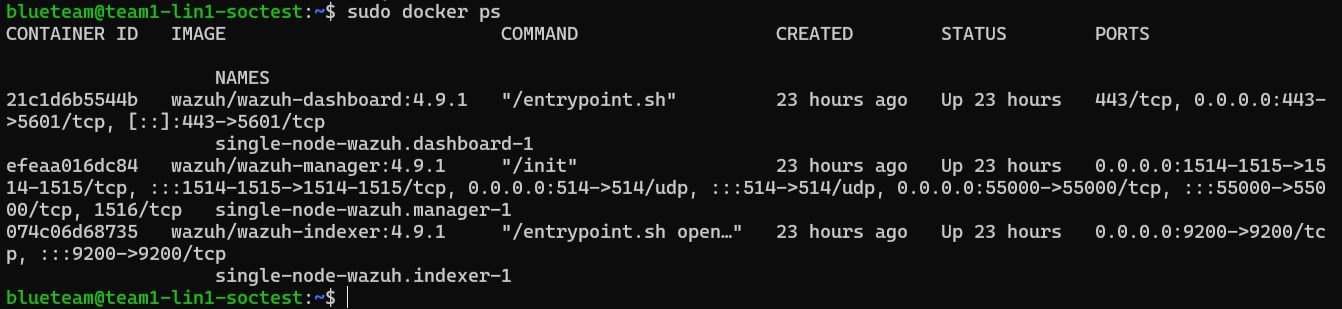 blueteam@team1-lin1-soctest:~$ sudo docker ps
CONTAINER ID   IMAGE                         COMMAND                  CREATED        STATUS        PORTS
                   NAMES
21c1d6b5544b   wazuh/wazuh-dashboard:4.9.1   "/entrypoint.sh"         23 hours ago   Up 23 hours   443/tcp, 0.0.0.0:443-
>5601/tcp, [::]:443->5601/tcp
                   single-node-wazuh.dashboard-1
efeaa016dc84   wazuh/wazuh-manager:4.9.1     "/init"                  23 hours ago   Up 23 hours   0.0.0.0:1514-1515->15
14-1515/tcp, :::1514-1515->1514-1515/tcp, 0.0.0.0:514->514/udp, :::514->514/udp, 0.0.0.0:55000->55000/tcp, :::55000->550
00/tcp, 1516/tcp   single-node-wazuh.manager-1
074c06d68735   wazuh/wazuh-indexer:4.9.1     "/entrypoint.sh open…"   23 hours ago   Up 23 hours   0.0.0.0:9200->9200/tc
p, :::9200->9200/tcp
                   single-node-wazuh.indexer-1
blueteam@team1-lin1-soctest:~$